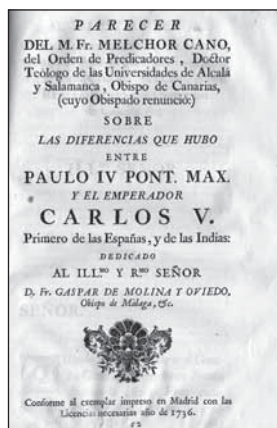 PARECER
DEL M. Fr. MELCHOR CANO,
del Orden de Predicadores, Doctor
Teólogo de las Universidades de Alcalá
y Salamanca, Obispo de Canarias,
(cuyo Obispado renunció:)
SOBRE
LAS DIFERENCIAS QUE HUBO
ENTRE
PAULO IV PONT. MAX.
Y EL EMPERADOR
CARLOS V.
Primero de las Españas, y de las Indias:
DEDICADO
AL ILL.MO Y R.MO SEÑOR
D. Fr. GASPAR DE MOLINA Y OVIEDO,
Obispo de Malaga, &c.
Conforme al exemplar impreso en Madrid con las
Licencias necesarias año de 1736.